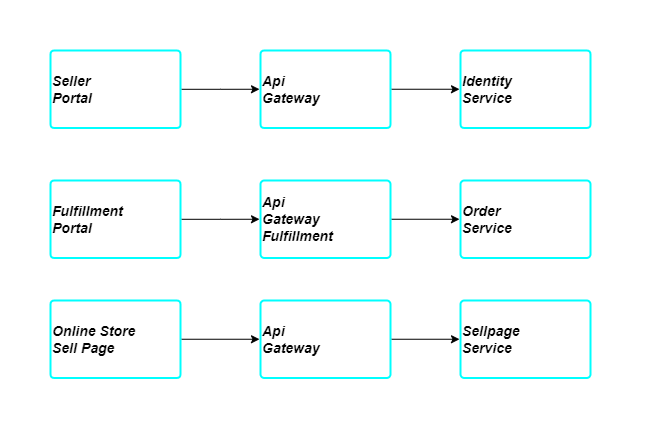 Seller
Portal
Api
Gateway
Identity
Service
Fulfillment
Portal
Api
Gateway
Fulfillment
Order
Service
Online Store
Sell Page
Api
Gateway
Sellpage
Service